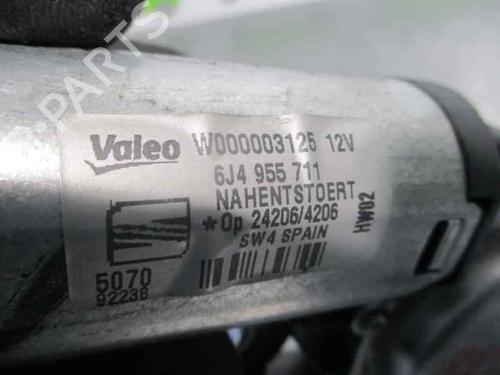 Valeo W000003125 12V
6J4 955 711
NAHENTSTOERT
*Op 24206/4206
SW4 SPAIN
HW02
5070
92238
B-PARTS